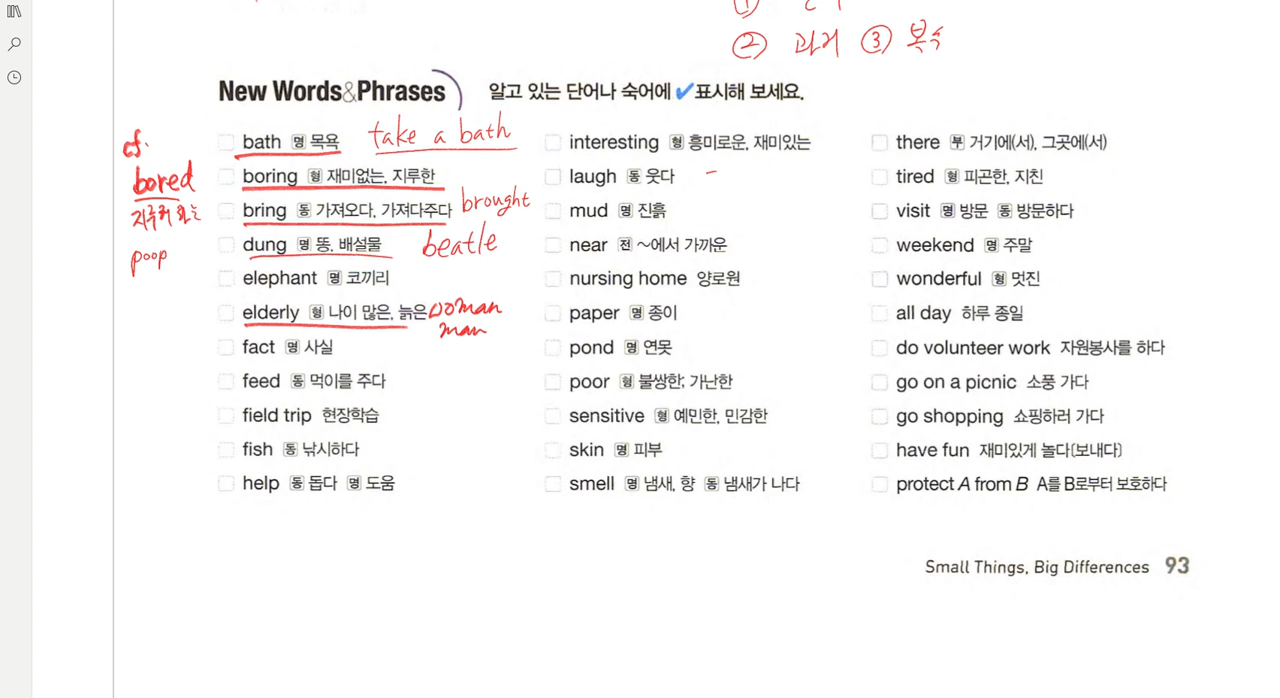 ② 과거 ③ 복수
New Words&Phrases 알고 있는 단어나 숙어에 ✔표시해 보세요.
cf.
bored
poop
bath 명 목욕 take a bath
boring 형 재미없는, 지루한
bring 동 가져오다, 가져다주다 brought
dung 명 똥, 배설물 beatle
elephant 명 코끼리
elderly 형 나이 많은, 늙은 woman
man
fact 명 사실
feed 동 먹이를 주다
field trip 현장학습
fish 동 낚시하다
help 동 돕다 명 도움
interesting 형 흥미로운, 재미있는
laugh 동 웃다
mud 명 진흙
near 전 ~에서 가까운
nursing home 양로원
paper 명 종이
pond 명 연못
poor 형 불쌍한; 가난한
sensitive 형 예민한, 민감한
skin 명 피부
smell 명 냄새, 향 동 냄새가 나다
there 부 거기에(서), 그곳에(서)
tired 형 피곤한, 지친
visit 명 방문 동 방문하다
weekend 명 주말
wonderful 형 멋진
all day 하루 종일
do volunteer work 자원봉사를 하다
go on a picnic 소풍 가다
go shopping 쇼핑하러 가다
have fun 재미있게 놀다(보내다)
protect A from B A를 B로부터 보호하다
Small Things, Big Differences 93